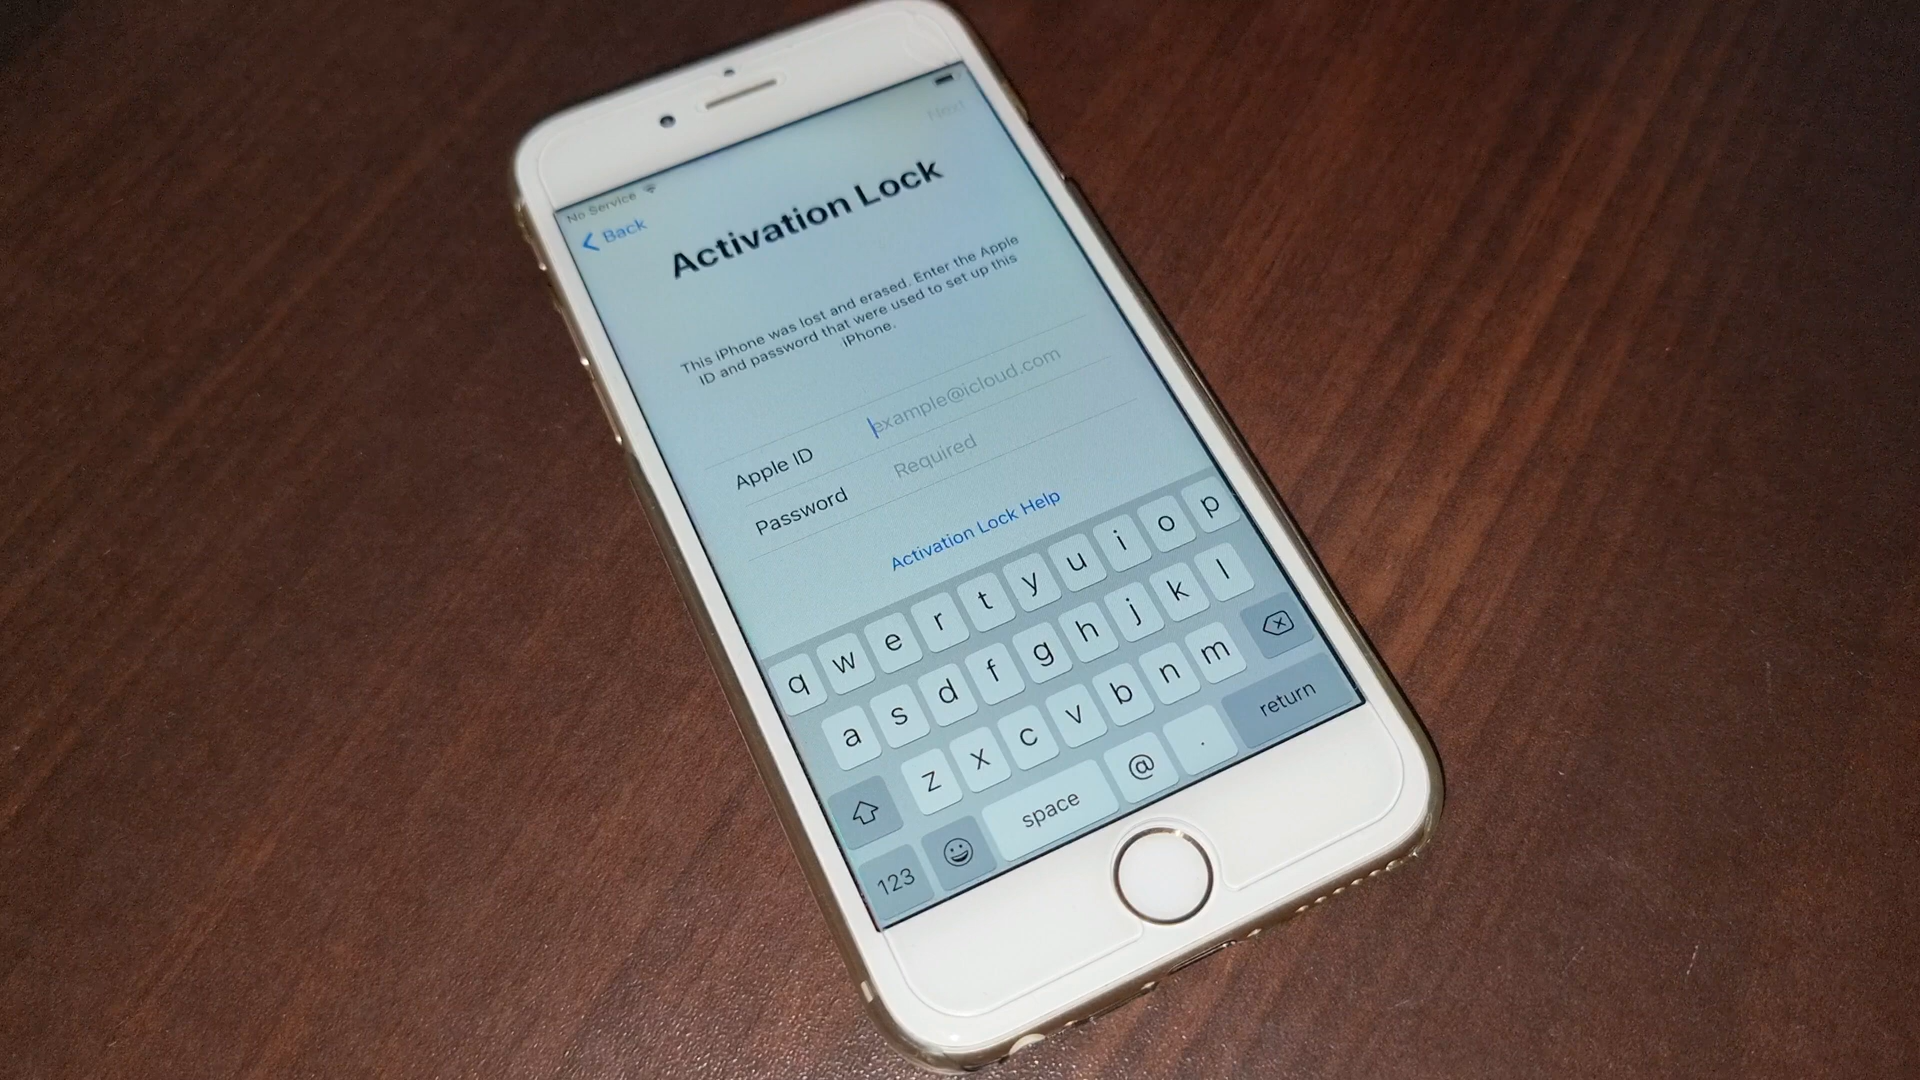 No Service
Back
Next
Activation Lock
This iPhone was lost and erased. Enter the Apple
ID and password that were used to set up this
iPhone.
Apple ID example@icloud.com
Password Required
Activation Lock Help
q w e r t y u i o p
a s d f g h j k l
z x c v b n m
123 space @ . return